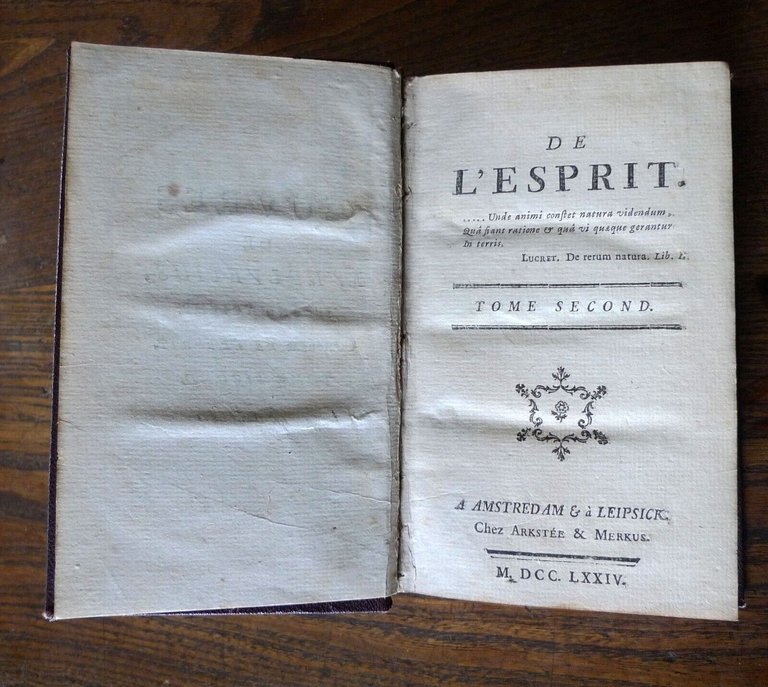 DE
L'ESPRIT.
..... Unde animi constet natura videndum,
Quâ fiant ratione & quâ vi quæque gerantur
In terris.
LUCRET. De rerum natura. Lib. I.
TOME SECOND.
A AMSTREDAM & à LEIPSICK,
Chez ARKSTÉE & MERKUS.
M. DCC. LXXIV.